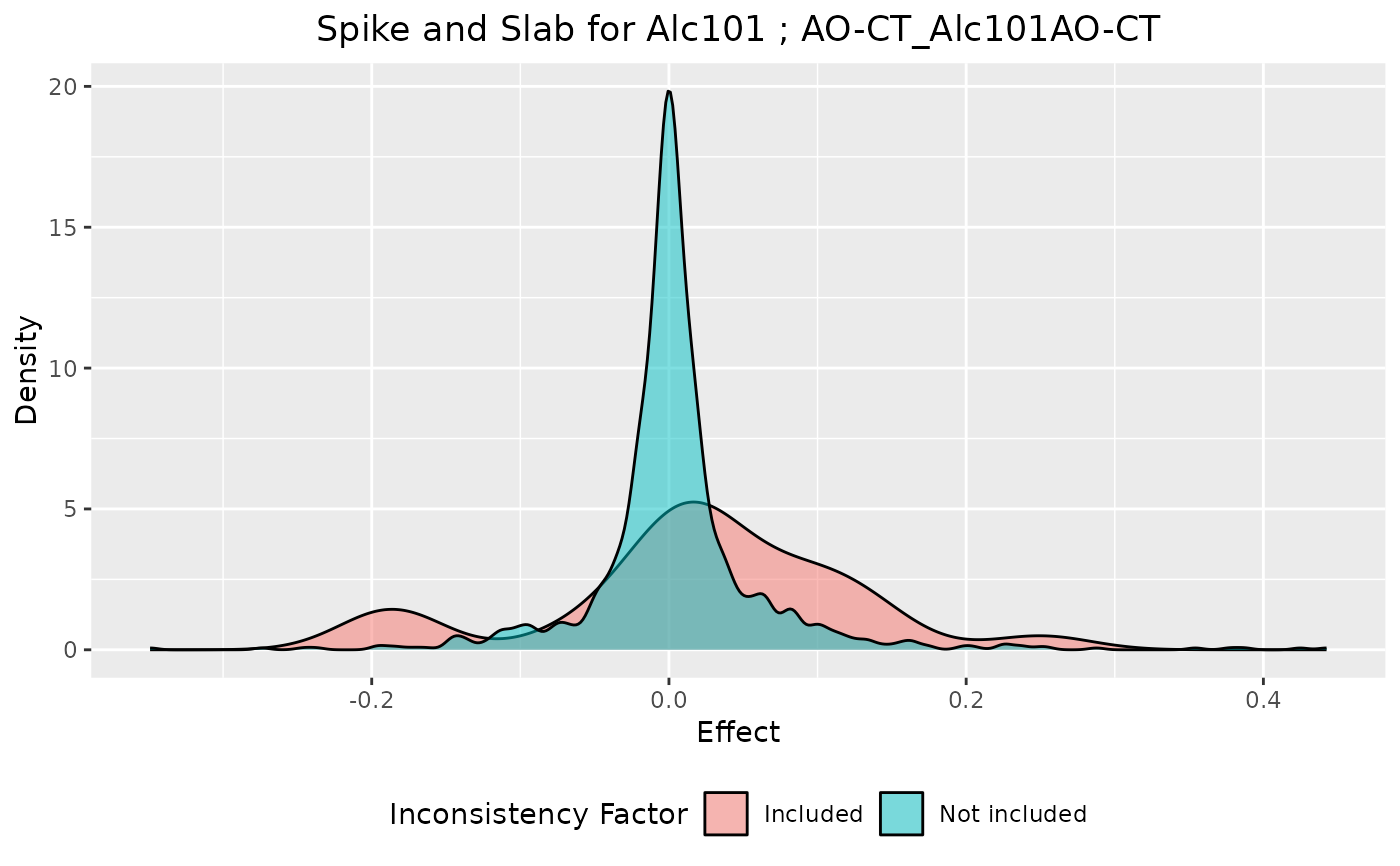 Spike and Slab for Alc101 ; AO-CT_Alc101AO-CT
20
15
10
5
0
Density
-0.2 0.0 0.2 0.4
Effect
Inconsistency Factor Included Not included